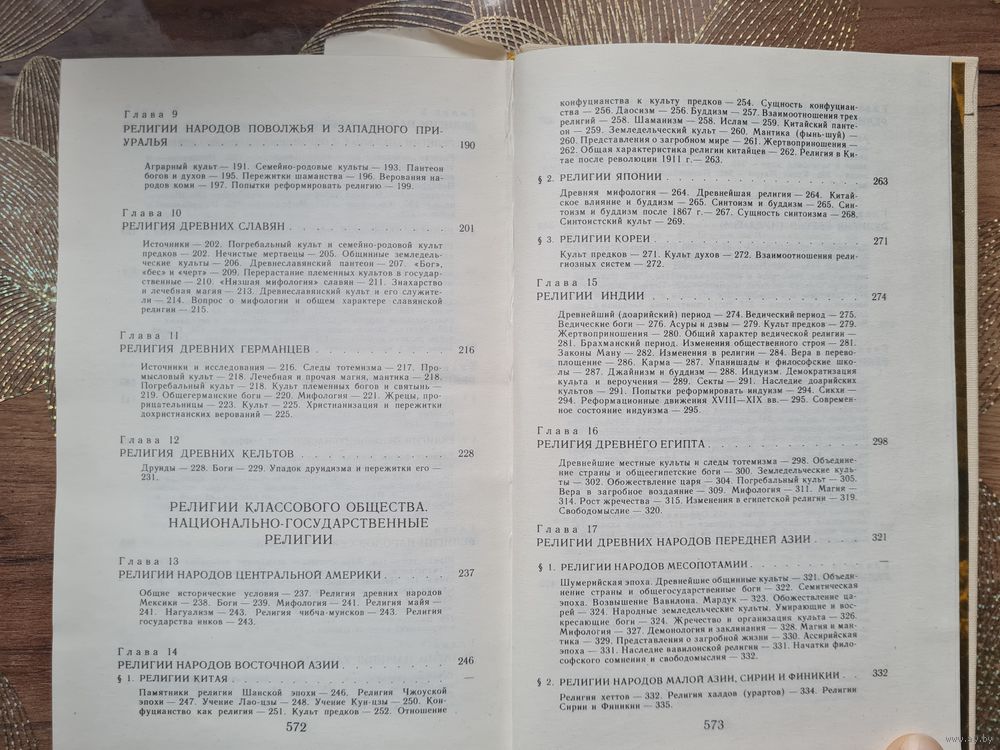 Глава 9
РЕЛИГИИ НАРОДОВ ПОВОЛЖЬЯ И ЗАПАДНОГО ПРИ-
УРАЛЬЯ . . . . . . . . . . . . . . . . . . . 190
Аграрный культ — 191. Семейно-родовые культы — 193. Пантеон
богов и духов — 195. Пережитки шаманства — 196. Верования на-
родов коми — 197. Попытки реформировать религию — 199.
Глава 10
РЕЛИГИЯ ДРЕВНИХ СЛАВЯН . . . . . . . . . . . . 201
Источники — 202. Погребальный культ и семейно-родовой культ
предков — 202. Нечистые мертвецы — 205. Общинные земледель-
ческие культы — 206. Древнеславянский пантеон — 207. «Бог»,
«бес» и «черт» — 209. Перерастание племенных культов в государ-
ственные — 210. «Низшая мифология» славян — 211. Знахарство
и лечебная магия — 213. Древнеславянский культ и его служите-
ли — 214. Вопрос о мифологии и общем характере славянской
религии — 215.
Глава 11
РЕЛИГИЯ ДРЕВНИХ ГЕРМАНЦЕВ . . . . . . . . . . 216
Источники и исследования — 216. Следы тотемизма — 217. Про-
мысловый культ — 218. Лечебная и прочая магия, мантика — 218.
Погребальный культ — 218. Культ племенных богов и святынь —
219. Общегерманские боги — 220. Мифология — 221. Жрецы, про-
рицательницы — 223. Культ — 225. Христианизация и пережитки
дохристианских верований — 225.
Глава 12
РЕЛИГИЯ ДРЕВНИХ КЕЛЬТОВ . . . . . . . . . . . 228
Друиды — 228. Боги — 229. Упадок друидизма и пережитки его —
231.
РЕЛИГИИ КЛАССОВОГО ОБЩЕСТВА.
НАЦИОНАЛЬНО-ГОСУДАРСТВЕННЫЕ
РЕЛИГИИ
Глава 13
РЕЛИГИИ НАРОДОВ ЦЕНТРАЛЬНОЙ АМЕРИКИ . . . . . 237
Общие исторические условия — 237. Религия древних народов
Мексики — 238. Боги — 239. Мифология — 241. Религия майя —
241. Нагуализм — 243. Религия чибча-муисков — 243. Религия
государства инков — 243.
Глава 14
РЕЛИГИИ НАРОДОВ ВОСТОЧНОЙ АЗИИ . . . . . . . . 246
§ 1. РЕЛИГИИ КИТАЯ . . . . . . . . . . . . . . . —
Памятники религии Шанской эпохи — 246. Религия Чжоуской
эпохи — 247. Учение Лао-цзы — 248. Учение Кун-цзы — 250. Кон-
фуцианство как религия — 251. Культ предков — 252. Отношение
572
конфуцианства к культу предков — 254. Сущность конфуциан-
ства — 256. Даосизм — 256. Буддизм — 257. Взаимоотношения трех
религий — 258. Шаманизм — 258. Ислам — 259. Китайский панте-
он — 259. Земледельческий культ — 260. Мантика (фынь-шуй) —
260. Представления о загробном мире — 261. Жертвоприношения —
262. Общая характеристика религии китайцев — 262. Религия в Ки-
тае после революции 1911 г. — 263.
§ 2. РЕЛИГИИ ЯПОНИИ . . . . . . . . . . . . . . . 263
Древняя мифология — 264. Древнейшая религия — 264. Китай-
ское влияние и буддизм — 265. Синтоизм и буддизм — 265. Син-
тоизм и буддизм после 1867 г. — 267. Сущность синтоизма — 268.
Синтоистский культ — 269.
§ 3. РЕЛИГИИ КОРЕИ . . . . . . . . . . . . . . . 271
Культ предков — 271. Культ духов — 272. Взаимоотношения рели-
гиозных систем — 272.
Глава 15
РЕЛИГИИ ИНДИИ . . . . . . . . . . . . . . . . . 274
Древнейший (доарийский) период — 274. Ведический период — 275.
Ведические боги — 276. Асуры и дэвы — 279. Культ предков — 279.
Жертвоприношения — 280. Общий характер ведической религии —
281. Брахманский период. Изменения общественного строя — 281.
Законы Ману — 282. Изменения в религии — 284. Вера в перево-
площение — 286. Карма — 287. Упанишады и философские шко-
лы — 287. Джайнизм и буддизм — 288. Индуизм. Демократизация
культа и вероучения — 289. Секты — 291. Наследие доарийских
культов — 291. Попытки реформировать индуизм — 294. Сикхи —
294. Реформационные движения XVIII—XIX вв. — 295. Современ-
ное состояние индуизма — 295.
Глава 16
РЕЛИГИЯ ДРЕВНЕГО ЕГИПТА . . . . . . . . . . . . 298
Древнейшие местные культы и следы тотемизма — 298. Объедине-
ние страны и общеегипетские боги — 300. Земледельческие куль-
ты — 302. Обожествление царя — 304. Погребальный культ — 305.
Вера в загробное воздаяние — 309. Мифология — 311. Магия —
314. Рост жречества — 315. Изменения в египетской религии — 319.
Свободомыслие — 320.
Глава 17
РЕЛИГИИ ДРЕВНИХ НАРОДОВ ПЕРЕДНЕЙ АЗИИ . . . . 321
§ 1. РЕЛИГИИ НАРОДОВ МЕСОПОТАМИИ . . . . . . . —
Шумерийская эпоха. Древнейшие общинные культы — 321. Объеди-
нение страны и общегосударственные боги — 322. Семитическая
эпоха. Возвышение Вавилона. Мардук — 323. Обожествление ца-
рей — 324. Народные земледельческие культы. Умирающие и вос-
кресающие боги — 324. Жречество и организация культа — 326.
Мифология — 327. Демонология и заклинания — 328. Магия и ман-
тика — 329. Представления о загробной жизни — 330. Ассирийская
эпоха — 331. Наследие вавилонской религии — 331. Начатки фило-
софского сомнения и свободомыслия — 332.
§ 2. РЕЛИГИИ НАРОДОВ МАЛОЙ АЗИИ, СИРИИ И ФИНИКИИ . . 332
Религия хеттов — 332. Религия халдов (урартов) — 334. Религии
Сирии и Финикии — 335.
573